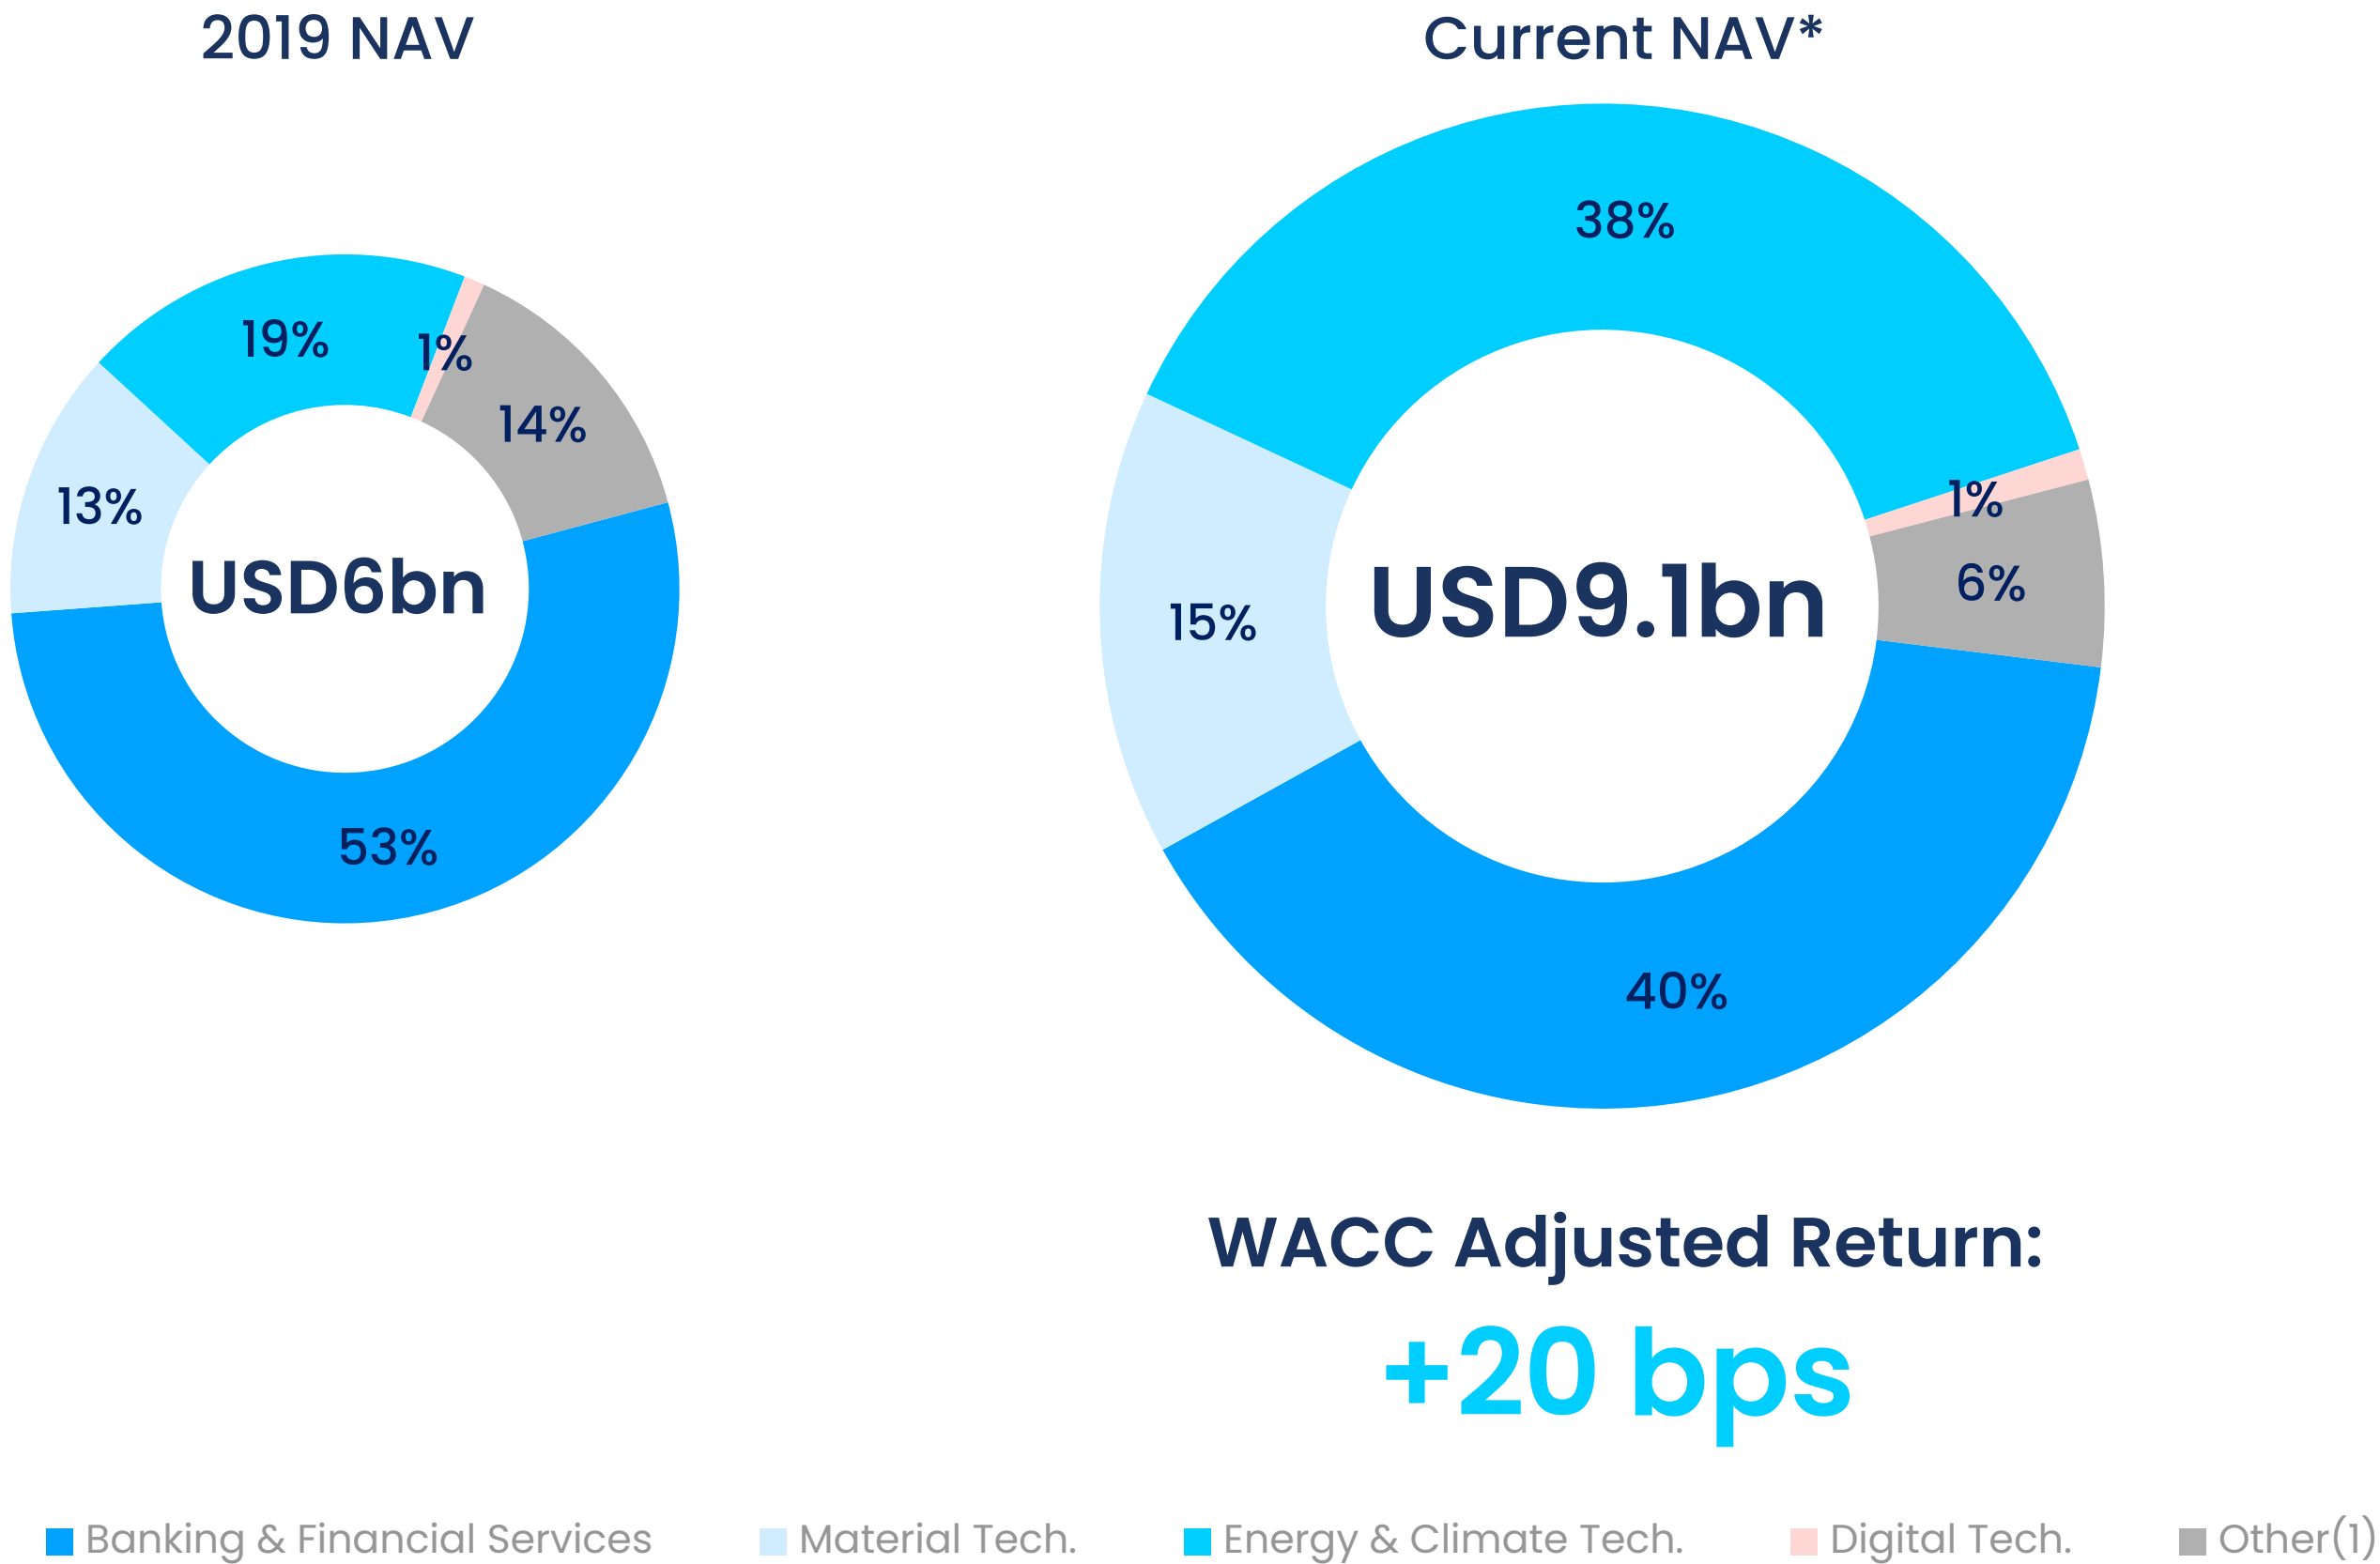 2019 NAV
Current NAV*
19%
1%
14%
13%
USD6bn
53%
38%
1%
6%
15%
USD9.1bn
40%
WACC Adjusted Return:
+20 bps
Banking & Financial Sevices
Material Tech.
Energy & Climate Tech.
Digital Tech.
Other(1)